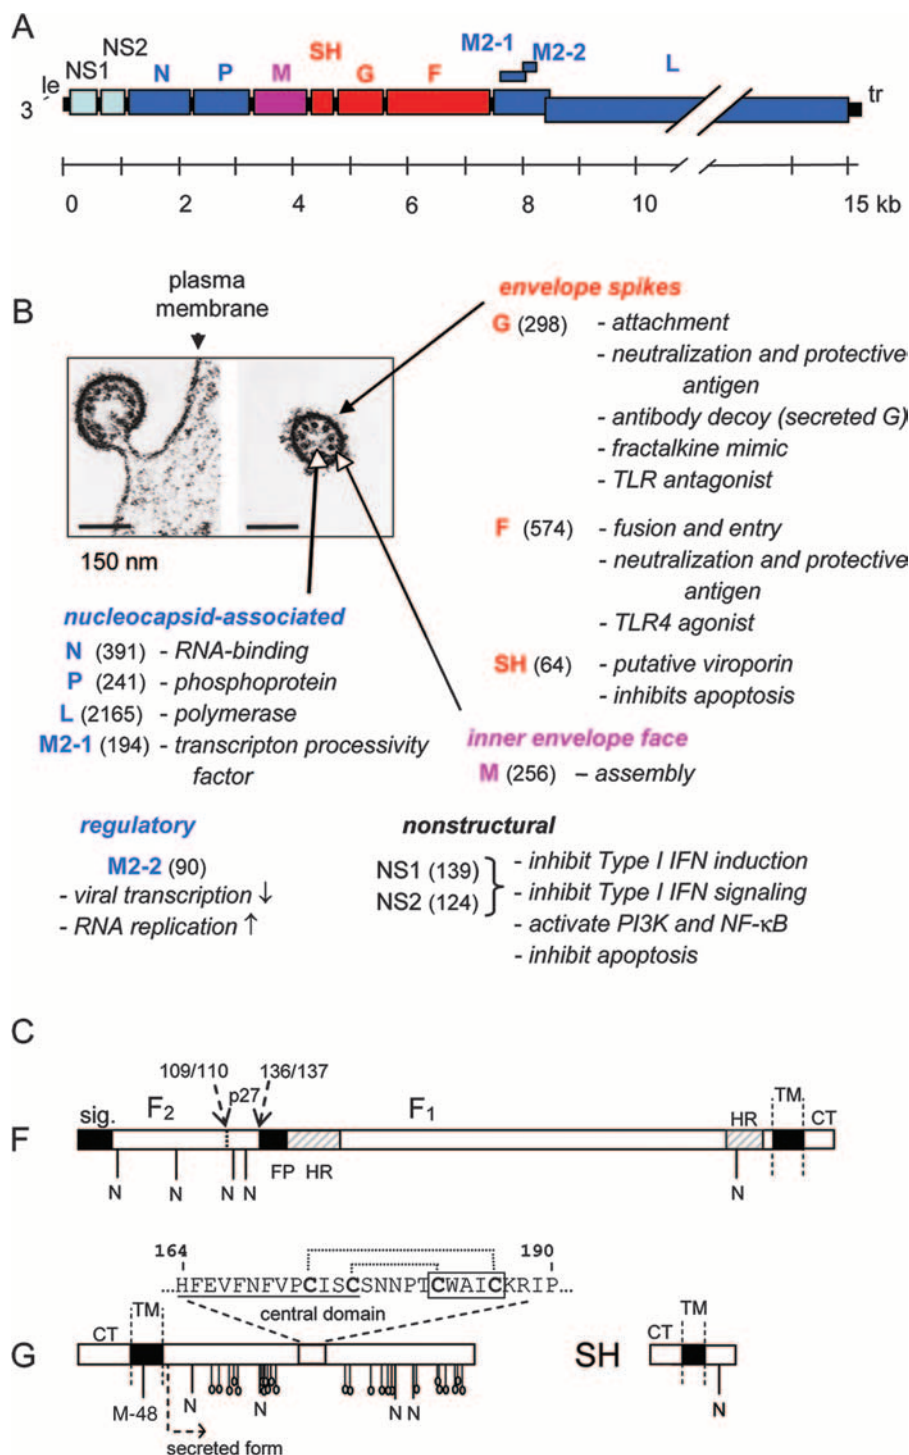 A
NS1
NS2
N
P
M
SH
G
F
M2-1
M2-2
L
le
3 ´
tr
0 2 4 6 8 10 15 kb
B
plasma
membrane
150 nm
envelope spikes
G (298) - attachment
- neutralization and protective
antigen
- antibody decoy (secreted G)
- fractalkine mimic
- TLR antagonist
F (574) - fusion and entry
- neutralization and protective
antigen
- TLR4 agonist
SH (64) - putative viroporin
- inhibits apoptosis
nucleocapsid-associated
N (391) - RNA-binding
P (241) - phosphoprotein
L (2165) - polymerase
M2-1 (194) - transcripton processivity
factor
inner envelope face
M (256) – assembly
regulatory
M2-2 (90)
- viral transcription ↓
- RNA replication ↑
nonstructural
NS1 (139)
NS2 (124)
- inhibit Type I IFN induction
- inhibit Type I IFN signaling
- activate PI3K and NF-κB
- inhibit apoptosis
C
109/110
p27
136/137
F
sig.
F2
F1
HR
TM
CT
N N N N FP HR N
164 190
...HFEVFNFVPCISCSNNPTCWAICKRIP...
central domain
G
CT
TM
M-48
N N N N
secreted form
SH
CT
TM
N